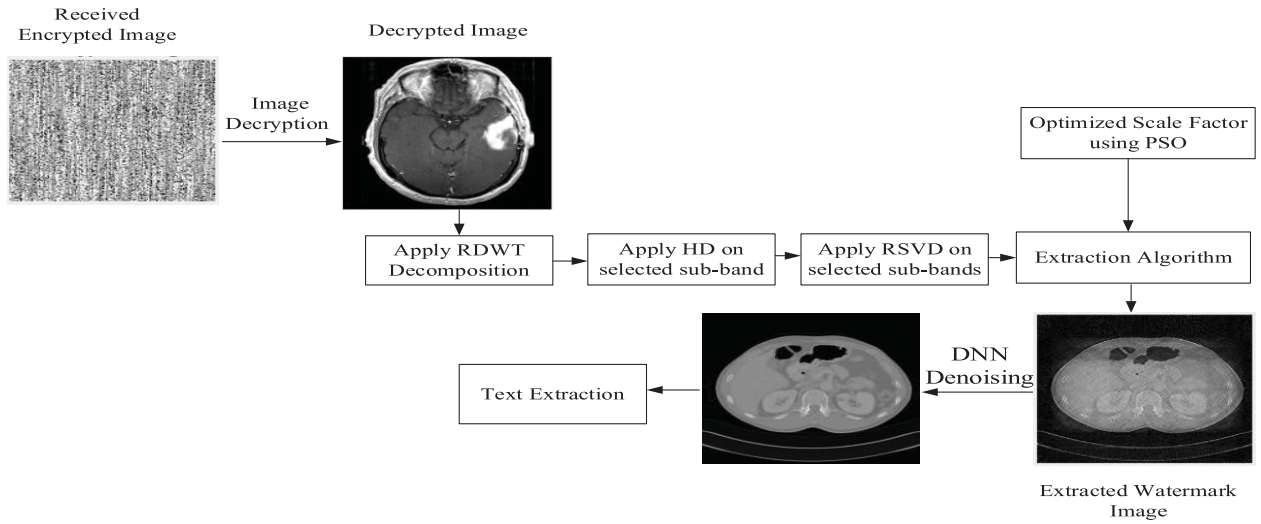 Received
Encrypted Image
Decrypted Image
Image
Decryption
Optimized Scale Factor
using PSO
Apply RDWT
Decomposition
Apply HD on
selected sub-band
Apply RSVD on
selected sub-bands
Extraction Algorithm
DNN
Denoising
Text Extraction
Extracted Watermark
Image